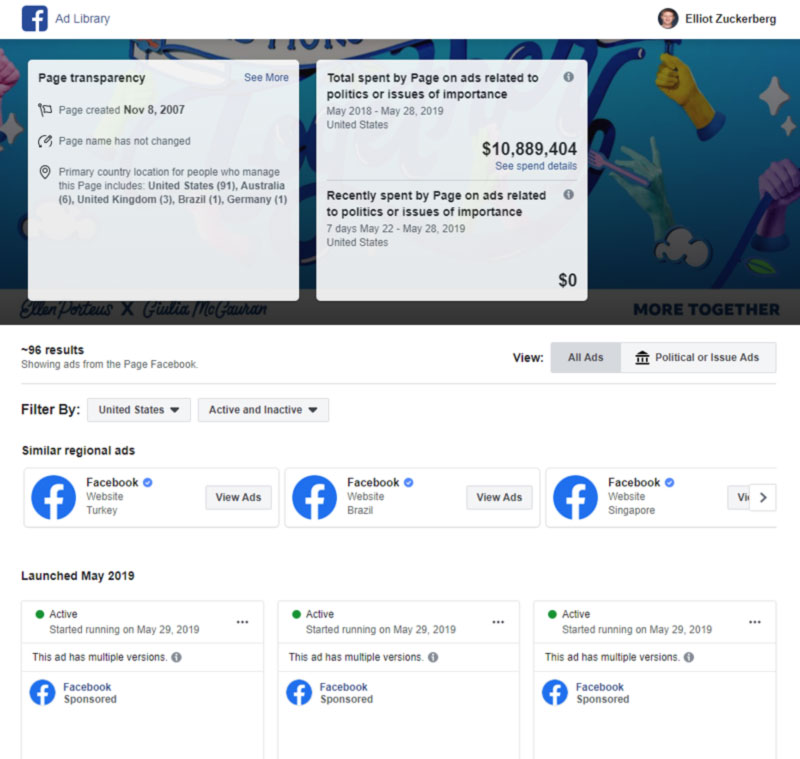 Ad Library
Elliot Zuckerberg
Page transparency
See More
Page created Nov 8, 2007
Page name has not changed
Primary country location for people who manage
this Page includes: United States (91), Australia
(6), United Kingdom (3), Brazil (1), Germany (1)
Total spent by Page on ads related to
politics or issues of importance
May 2018 - May 28, 2019
United States
$10,889,404
See spend details
Recently spent by Page on ads related
to politics or issues of importance
7 days May 22 - May 28, 2019
United States
$0
Ellen Porteus X Giulia McGauran
MORE TOGETHER
~96 results
Showing ads from the Page Facebook.
View:
All Ads
Political or Issue Ads
Filter By:
United States
Active and Inactive
Similar regional ads
Facebook
Website
Turkey
View Ads
Facebook
Website
Brazil
View Ads
Facebook
Website
Singapore
Launched May 2019
Active
Started running on May 29, 2019
This ad has multiple versions.
Facebook
Sponsored
Active
Started running on May 29, 2019
This ad has multiple versions.
Facebook
Sponsored
Active
Started running on May 29, 2019
This ad has multiple versions.
Facebook
Sponsored